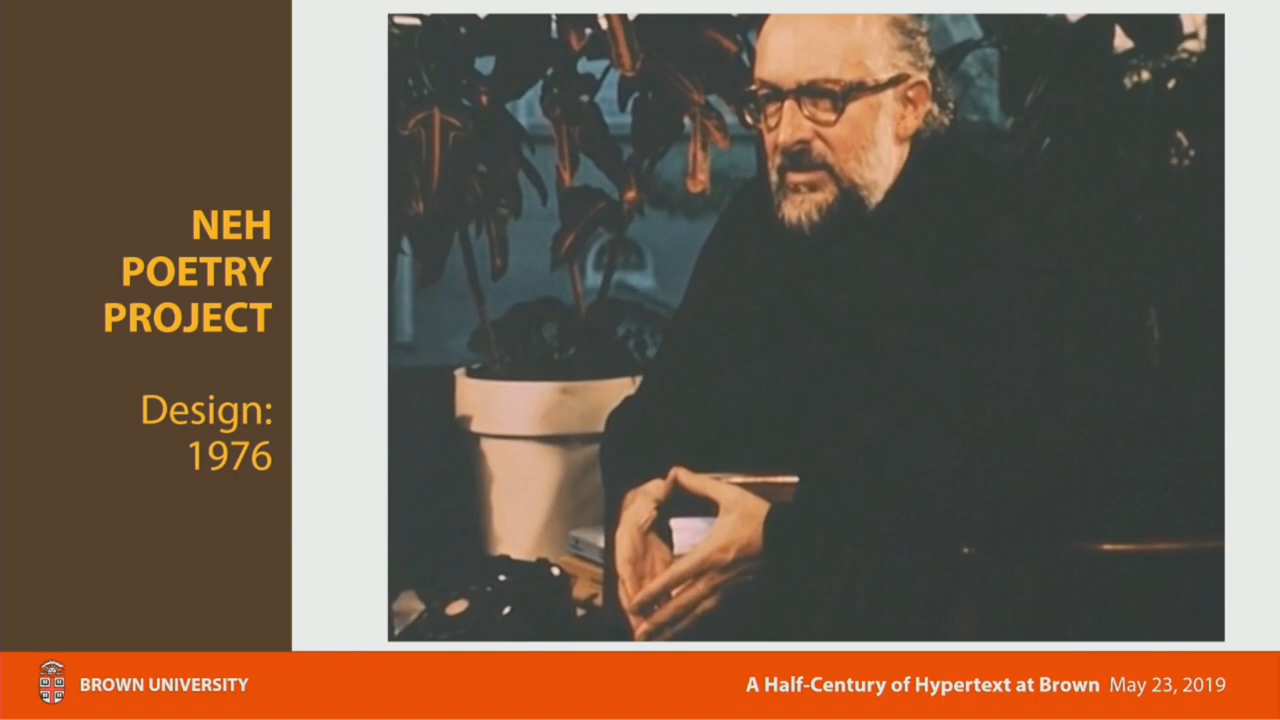 NEH
POETRY
PROJECT
Design:
1976
BROWN UNIVERSITY
A Half-Century of Hypertext at Brown May 23, 2019